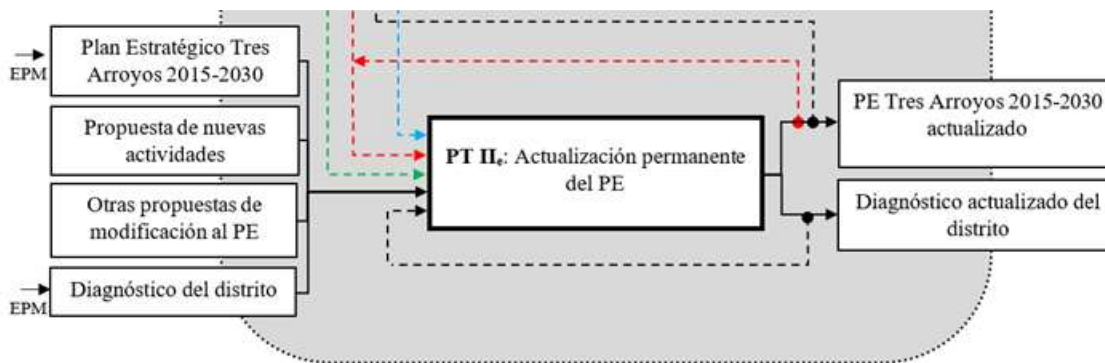 EPM
Plan Estratégico Tres
Arroyos 2015-2030
Propuesta de nuevas
actividades
Otras propuestas de
modificación al PE
EPM
Diagnóstico del distrito
PT IIe: Actualización permanente
del PE
PE Tres Arroyos 2015-2030
actualizado
Diagnóstico actualizado del
distrito